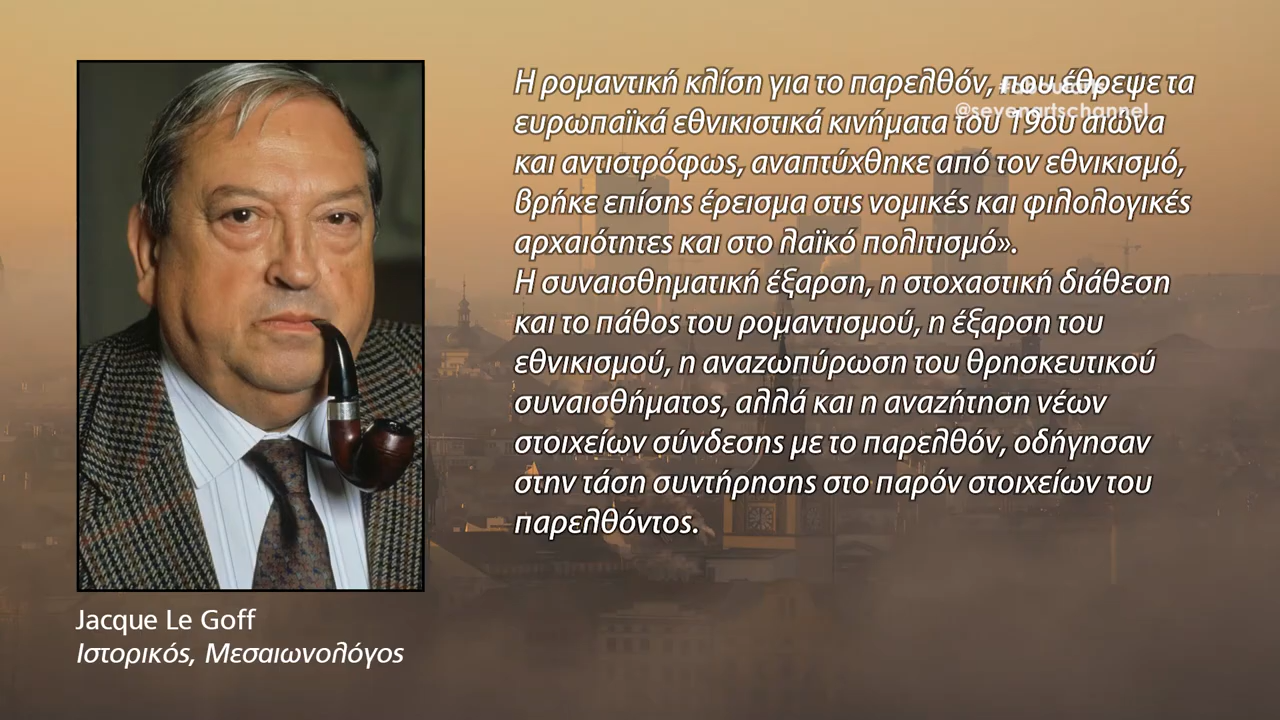 Η ρομαντική κλίση για το παρελθόν, που έθρεψε τα
ευρωπαϊκά εθνικιστικά κινήματα του 19ου αιώνα
και αντιστρόφως, αναπτύχθηκε από τον εθνικισμό,
βρήκε επίσης έρεισμα στις νομικές και φιλολογικές
αρχαιότητες και στο λαϊκό πολιτισμό».
Η συναισθηματική έξαρση, η στοχαστική διάθεση
και το πάθος του ρομαντισμού, η έξαρση του
εθνικισμού, η αναζωπύρωση του θρησκευτικού
συναισθήματος, αλλά και η αναζήτηση νέων
στοιχείων σύνδεσης με το παρελθόν, οδήγησαν
στην τάση συντήρησης στο παρόν στοιχείων του
παρελθόντος.
@sevenartschannel
Jacque Le Goff
Ιστορικός, Μεσαιωνολόγος